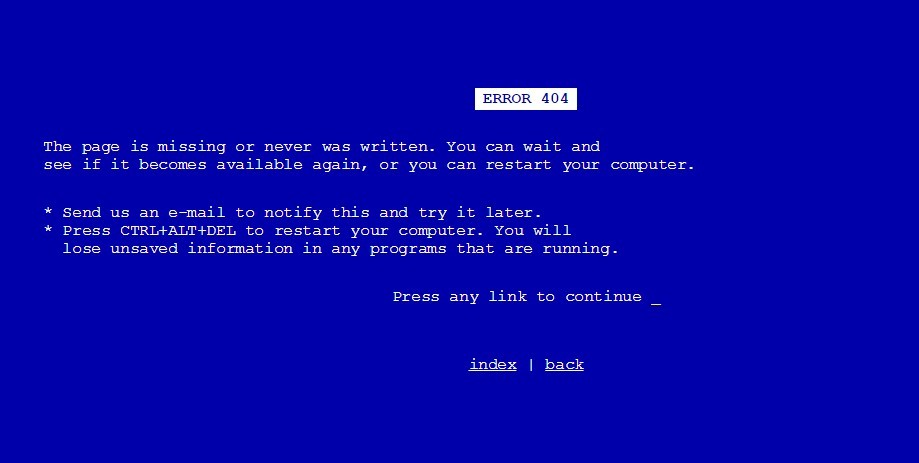 ERROR 404
The page is missing or never was written. You can wait and
see if it becomes available again, or you can restart your computer.
* Send us an e-mail to notify this and try it later.
* Press CTRL+ALT+DEL to restart your computer. You will
lose unsaved information in any programs that are running.
Press any link to continue _
index | back